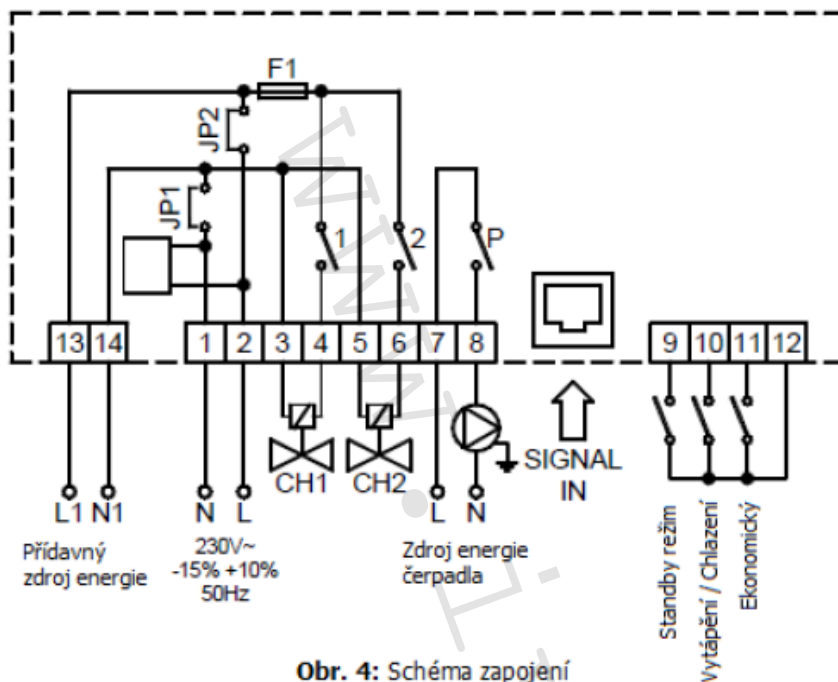 F1
JP2
JP1
1
2
P
13 14
1 2 3 4 5 6 7 8
9 10 11 12
CH1
CH2
SIGNAL
IN
L1 N1
N L
L N
Přídavný
zdroj energie
230V~
-15% +10%
50Hz
Zdroj energie
čerpadla
Standby režim
Vytápění / Chlazení
Ekonomický
Obr. 4: Schéma zapojení
www.i